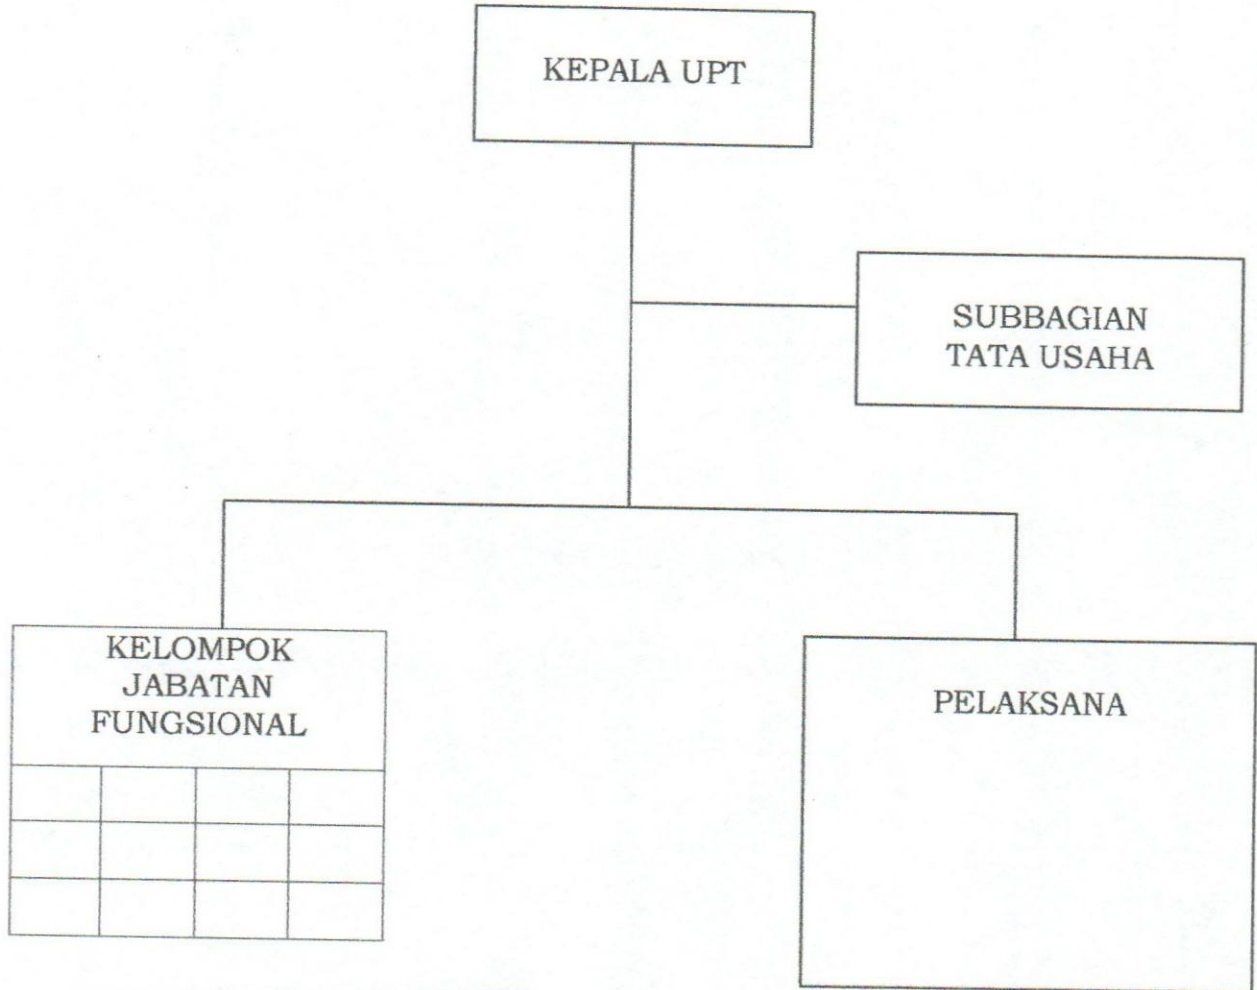 KEPALA UPT
SUBBAGIAN
TATA USAHA
KELOMPOK
JABATAN
FUNGSIONAL
PELAKSANA